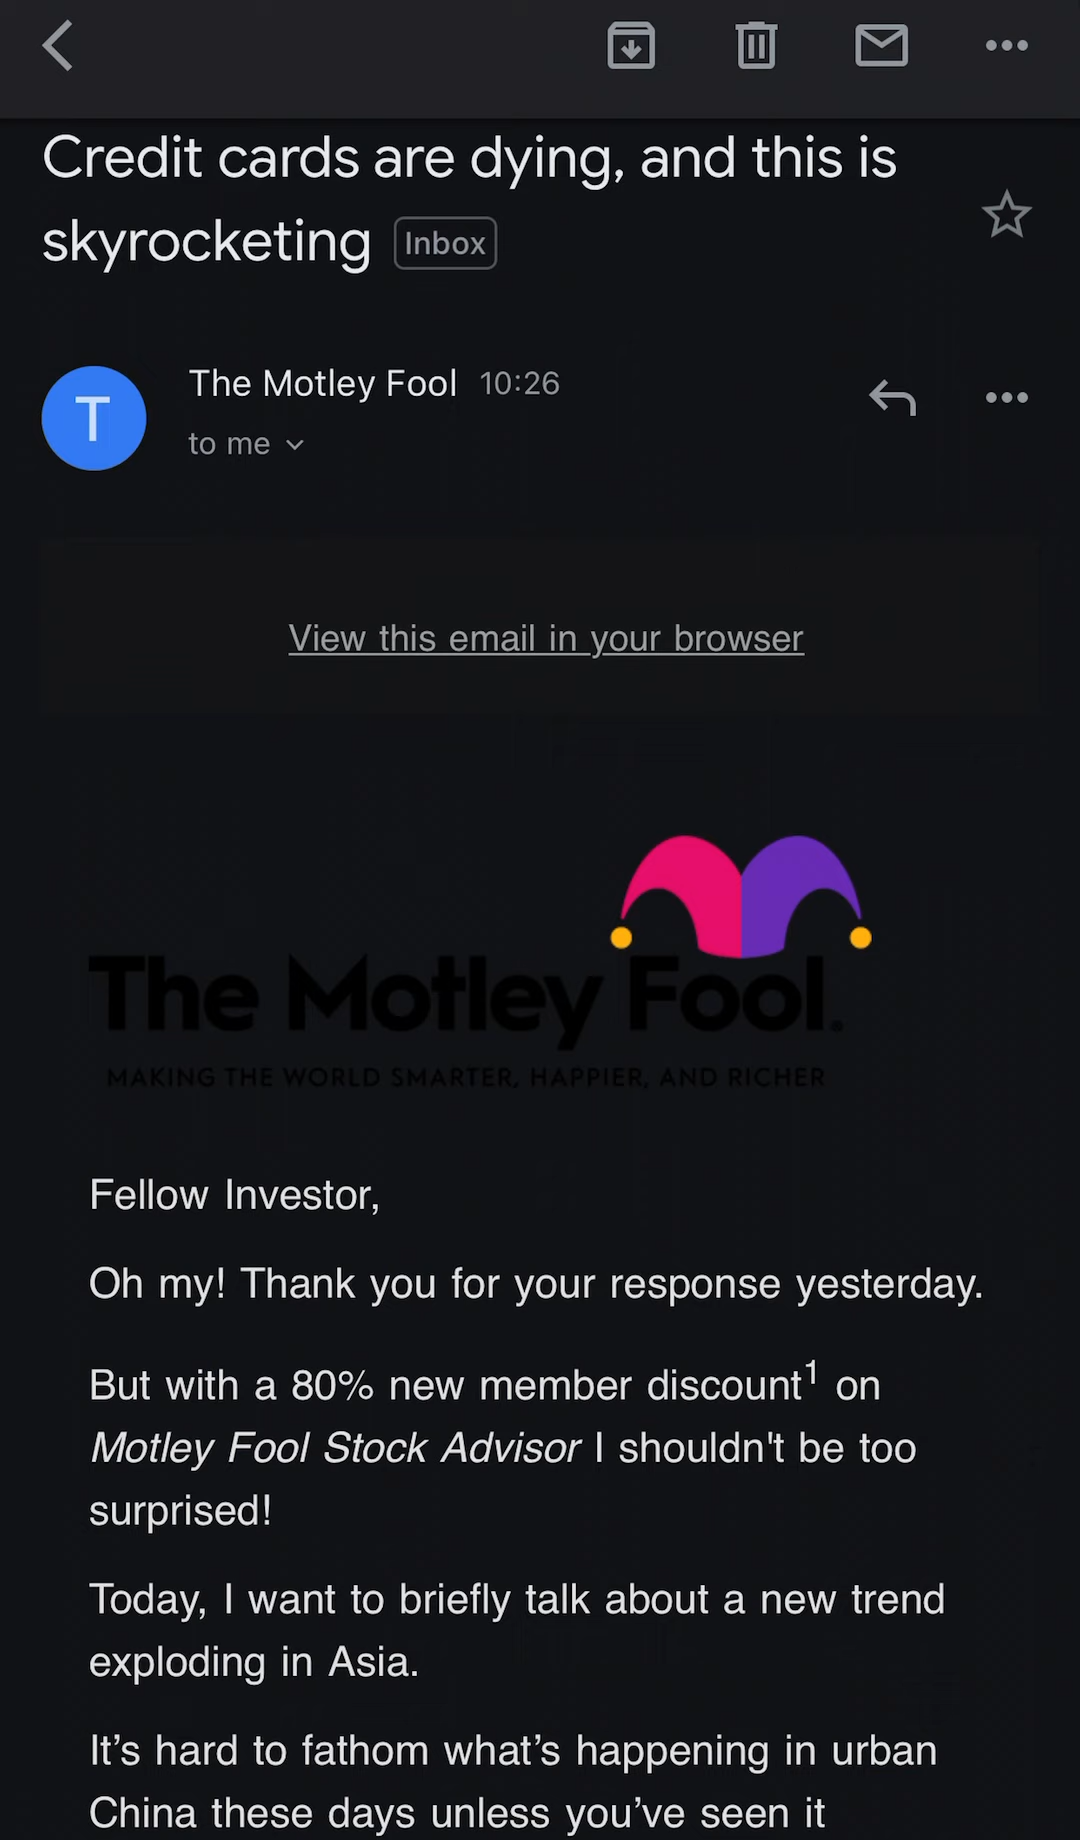 Credit cards are dying, and this is
skyrocketing Inbox
T
The Motley Fool 10:26
to me
View this email in your browser
The Motley Fool.
MAKING THE WORLD SMARTER, HAPPIER, AND RICHER
Fellow Investor,
Oh my! Thank you for your response yesterday.
But with a 80% new member discount¹ on
Motley Fool Stock Advisor I shouldn't be too
surprised!
Today, I want to briefly talk about a new trend
exploding in Asia.
It’s hard to fathom what’s happening in urban
China these days unless you’ve seen it